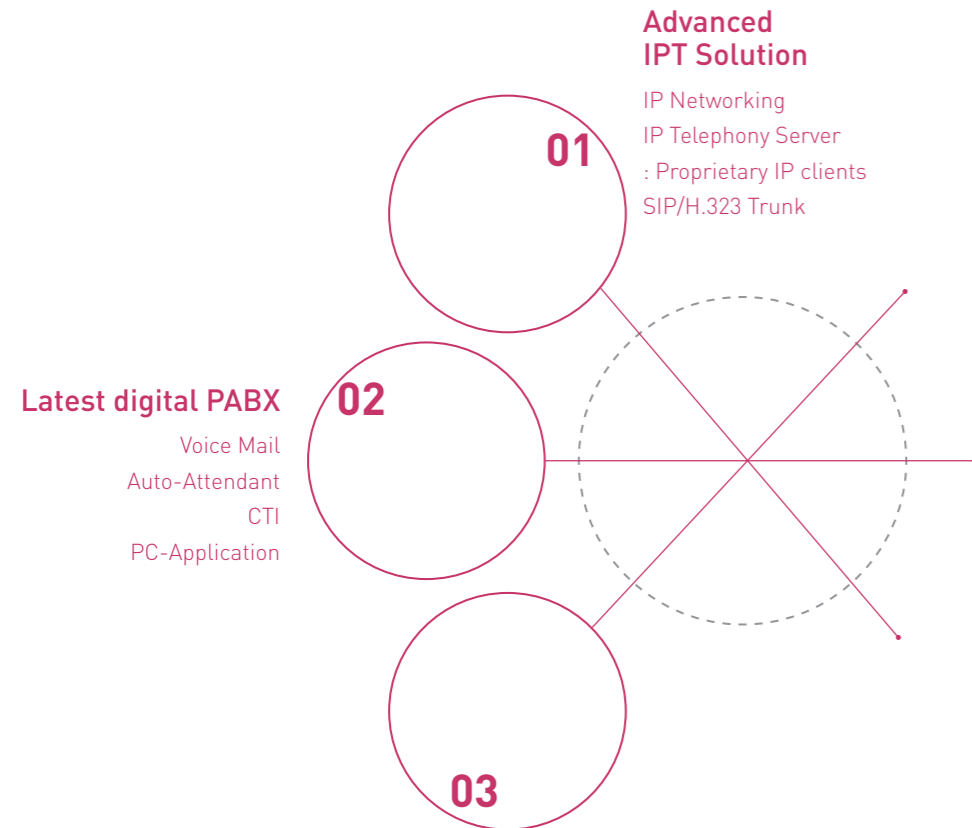 Advanced
IPT Solution
IP Networking
IP Telephony Server
: Proprietary IP clients
SIP/H.323 Trunk
01
Latest digital PABX
02
Voice Mail
Auto-Attendant
CTI
PC-Application
03